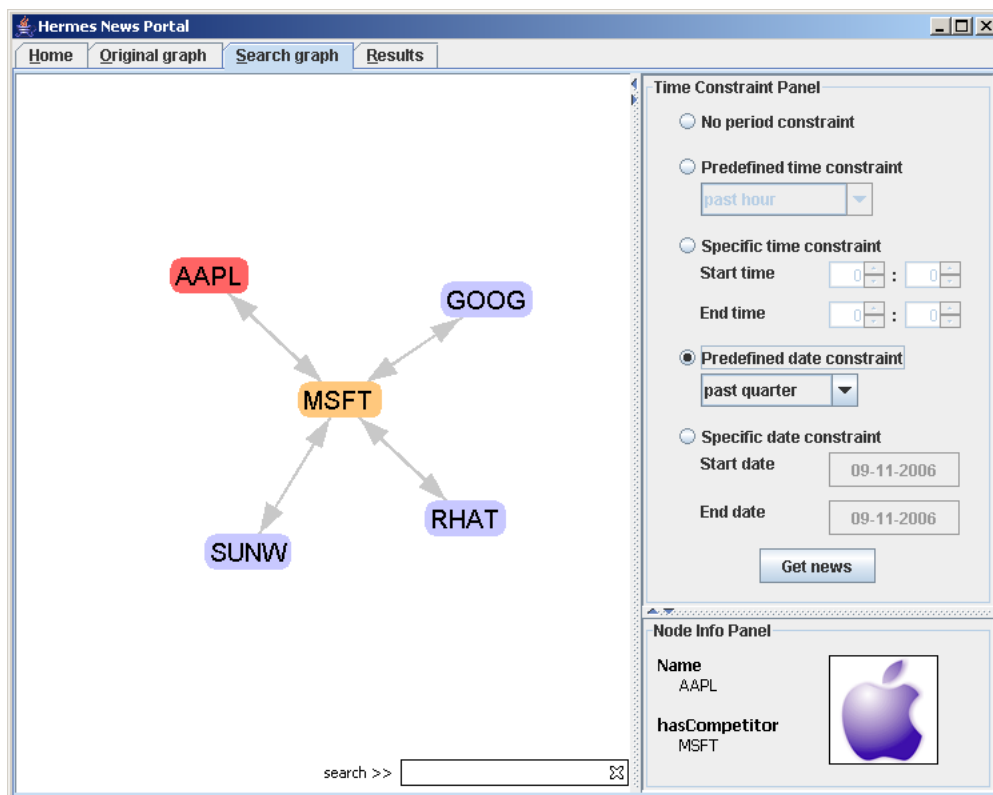 Hermes News Portal
Home Original graph Search graph Results
AAPL
GOOG
MSFT
RHAT
SUNW
search >>
Time Constraint Panel
No period constraint
Predefined time constraint
past hour
Specific time constraint
Start time 0 : 0
End time 0 : 0
Predefined date constraint
past quarter
Specific date constraint
Start date 09-11-2006
End date 09-11-2006
Get news
Node Info Panel
Name
AAPL
hasCompetitor
MSFT